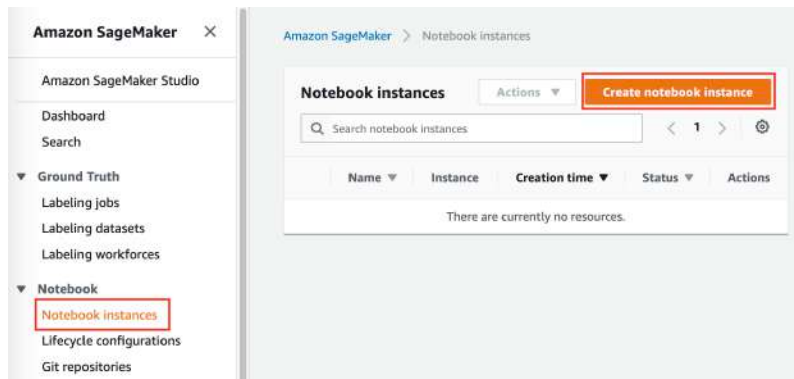 Amazon SageMaker
Amazon SageMaker Studio
Dashboard
Search
Ground Truth
Labeling jobs
Labeling datasets
Labeling workforces
Notebook
Notebook instances
Lifecycle configurations
Git repositories
Amazon SageMaker > Notebook instances
Notebook instances Actions Create notebook instance
Search notebook instances < 1 >
Name Instance Creation time Status Actions
There are currently no resources.